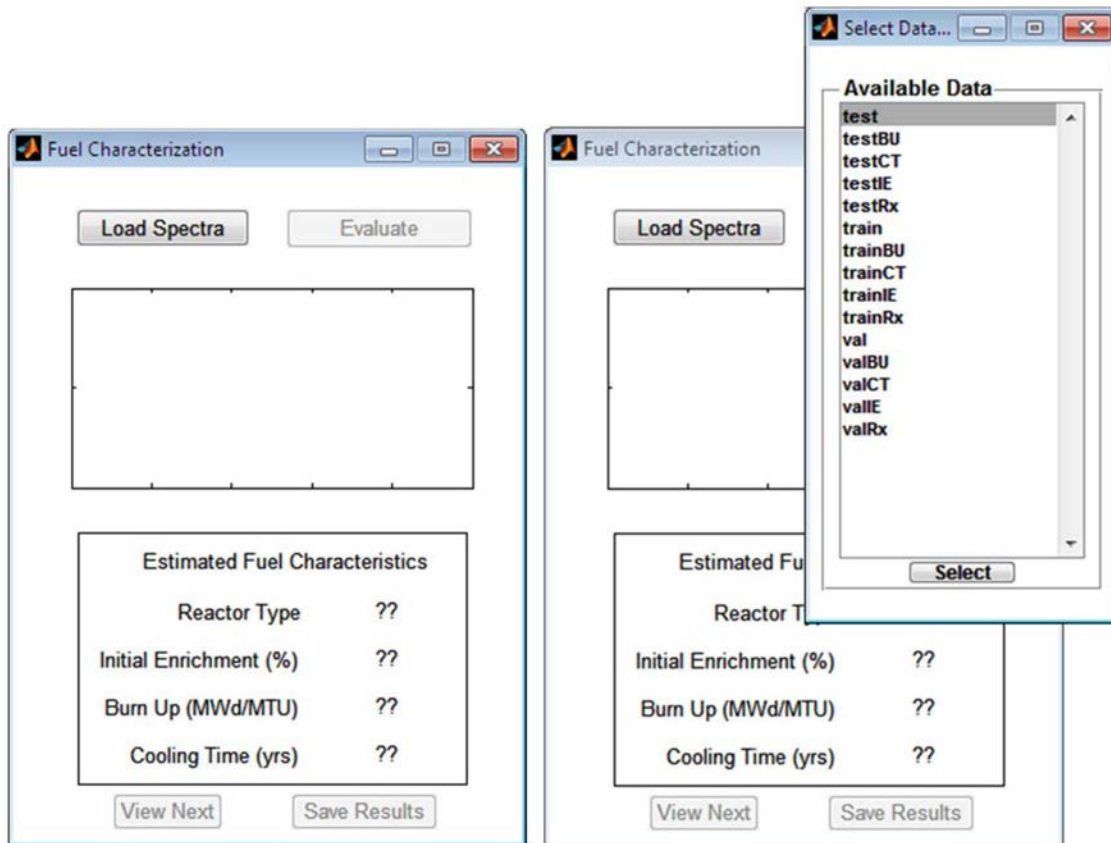 Fuel Characterization
Load Spectra
Evaluate
Estimated Fuel Characteristics
Reactor Type ??
Initial Enrichment (%) ??
Burn Up (MWd/MTU) ??
Cooling Time (yrs) ??
View Next
Save Results
Fuel Characterization
Load Spectra
Estimated Fu
Reactor
Initial Enrichment (%) ??
Burn Up (MWd/MTU) ??
Cooling Time (yrs) ??
View Next
Save Results
Select Data...
Available Data
test
testBU
testCT
testIE
testRx
train
trainBU
trainCT
trainIE
trainRx
val
valBU
valCT
valIE
valRx
Select